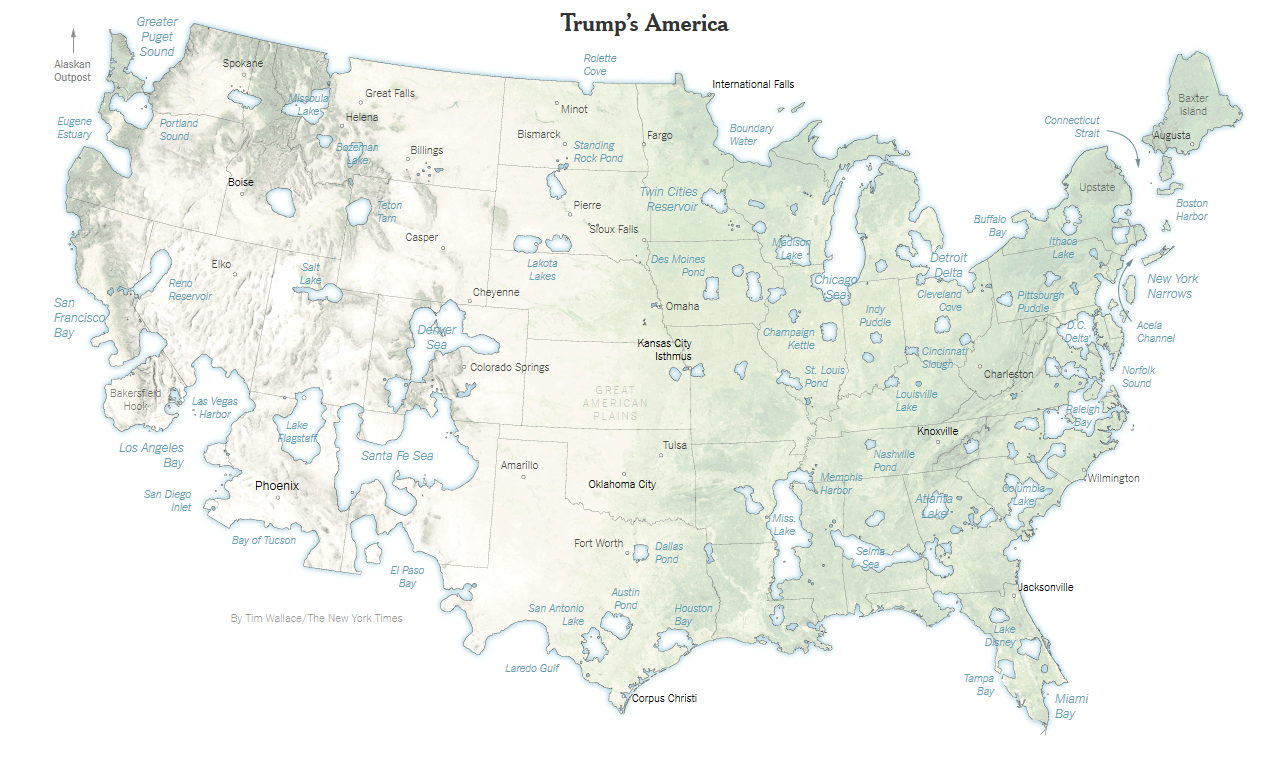 Trump's America
Greater
Puget
Sound
Alaskan
Outpost
Spokane
Rolette
Cove
International Falls
Great Falls
Missoula
Lake
Helena
Minot
Baxter
Island
Eugene
Estuary
Portland
Sound
Bozeman
Lake
Billings
Bismarck
Standing
Rock Pond
Fargo
Boundary
Water
Connecticut
Strait
Augusta
Boise
Teton
Tarn
Pierre
Twin Cities
Reservoir
Upstate
Boston
Harbor
Casper
Sioux Falls
Buffalo
Bay
Ithaca
Lake
Elko
Salt
Lake
Lakota
Lakes
Des Moines
Pond
Madison
Lake
Detroit
Delta
Reno
Reservoir
Cheyenne
Omaha
Chicago
Sea
Cleveland
Cove
Pittsburgh
Puddle
New York
Narrows
San
Francisco
Bay
Denver
Sea
Kansas City
Isthmus
Champaign
Kettle
Indy
Puddle
Cincinnati
Slough
D.C.
Delta
Acela
Channel
Colorado Springs
St. Louis
Pond
Charleston
Norfolk
Sound
Bakersfield
Hook
Las Vegas
Harbor
GREAT
AMERICAN
PLAINS
Louisville
Lake
Raleigh
Bay
Lake
Flagstaff
Knoxville
Los Angeles
Bay
Santa Fe Sea
Amarillo
Tulsa
Nashville
Pond
San Diego
Inlet
Phoenix
Oklahoma City
Memphis
Harbor
Wilmington
Atlanta
Lake
Columbia
Lake
Bay of Tucson
Miss.
Lake
Fort Worth
Dallas
Pond
Selma
Sea
El Paso
Bay
Jacksonville
Austin
Pond
San Antonio
Lake
Houston
Bay
By Tim Wallace/The New York Times
Lake
Disney
Laredo Gulf
Tampa
Bay
Corpus Christi
Miami
Bay